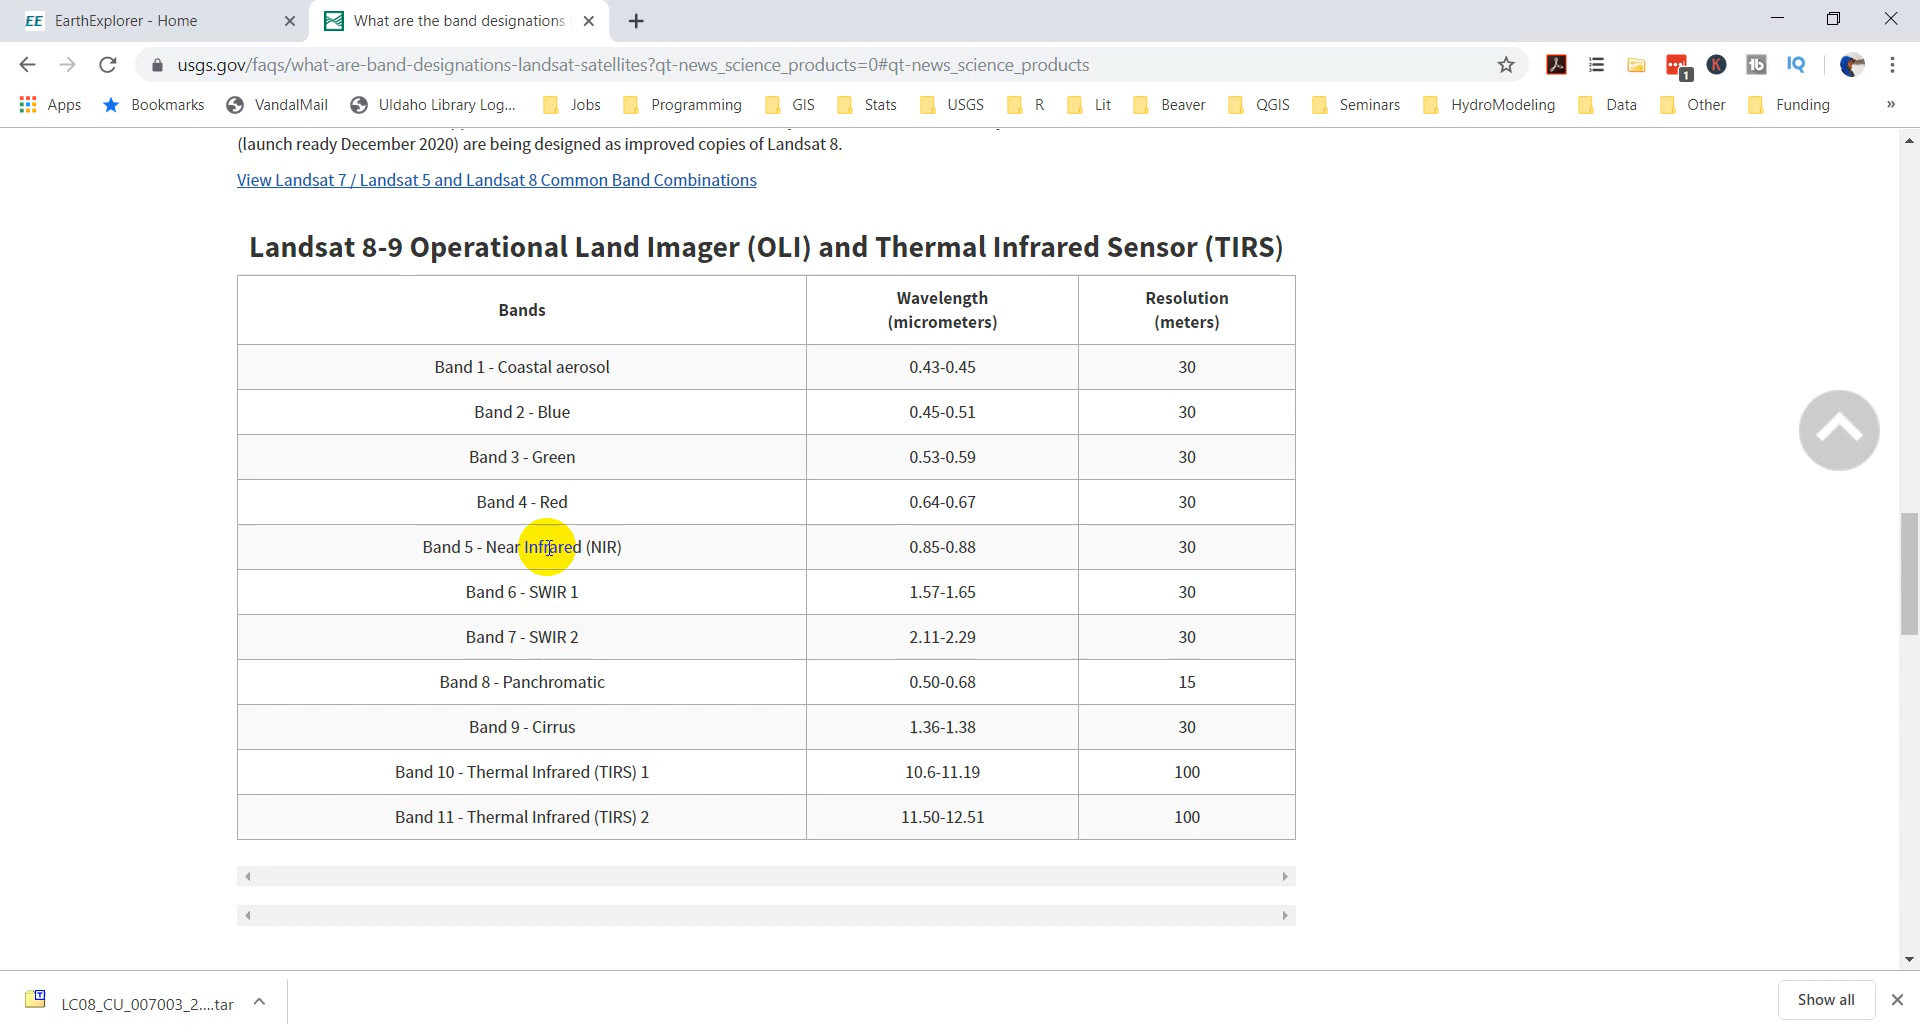 EE EarthExplorer - Home
What are the band designations
usgs.gov/faqs/what-are-band-designations-landsat-satellites?qt-news_science_products=0#qt-news_science_products
1 K tb IQ
Apps Bookmarks VandalMail UIdaho Library Log... Jobs Programming GIS Stats USGS R Lit Beaver QGIS Seminars HydroModeling Data Other Funding »
(launch ready December 2020) are being designed as improved copies of Landsat 8.
View Landsat 7 / Landsat 5 and Landsat 8 Common Band Combinations
Landsat 8-9 Operational Land Imager (OLI) and Thermal Infrared Sensor (TIRS)
Bands Wavelength (micrometers) Resolution (meters)
Band 1 - Coastal aerosol 0.43-0.45 30
Band 2 - Blue 0.45-0.51 30
Band 3 - Green 0.53-0.59 30
Band 4 - Red 0.64-0.67 30
Band 5 - Near Infrared (NIR) 0.85-0.88 30
Band 6 - SWIR 1 1.57-1.65 30
Band 7 - SWIR 2 2.11-2.29 30
Band 8 - Panchromatic 0.50-0.68 15
Band 9 - Cirrus 1.36-1.38 30
Band 10 - Thermal Infrared (TIRS) 1 10.6-11.19 100
Band 11 - Thermal Infrared (TIRS) 2 11.50-12.51 100
LC08_CU_007003_2....tar
Show all